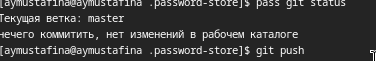 [aymustafina@aymustafina .password-store]$ pass git status
Текущая ветка: master
нечего коммитить, нет изменений в рабочем каталоге
[aymustafina@aymustafina .password-store]$ git push